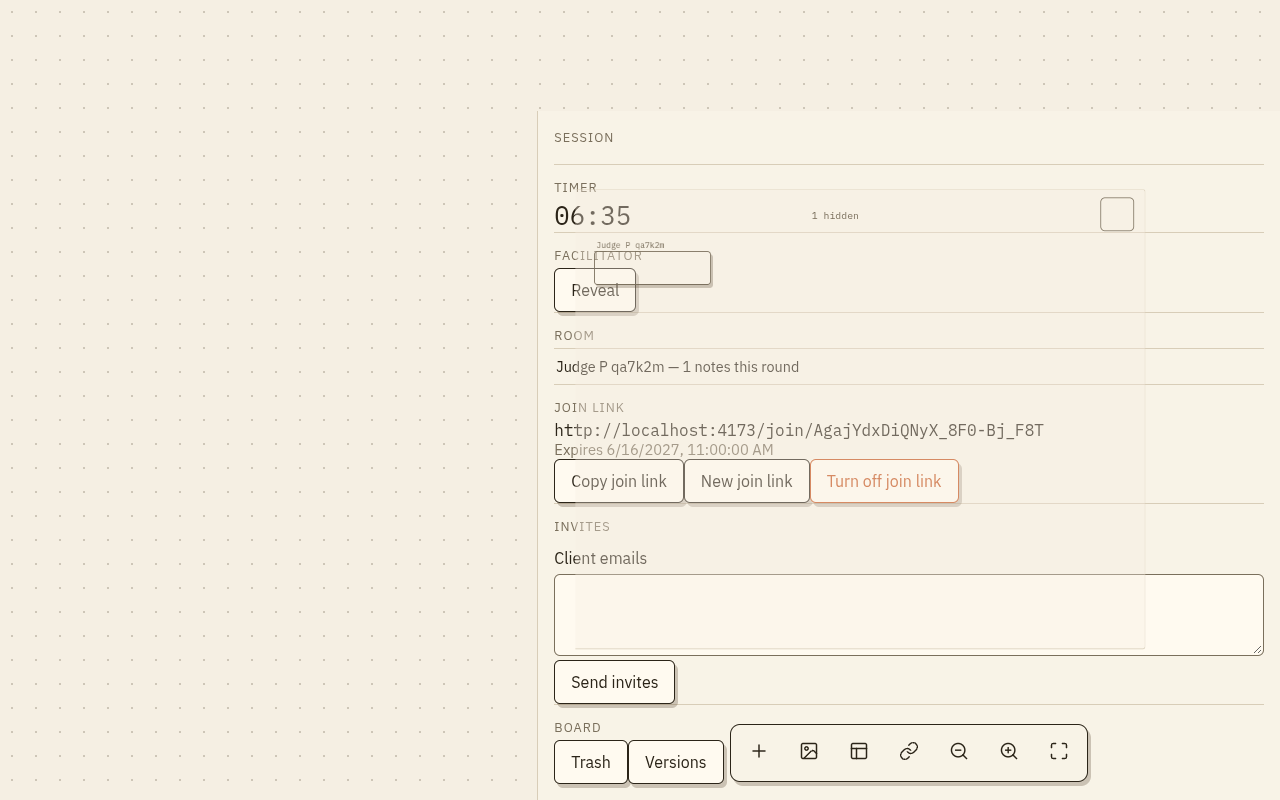 SESSION
TIMER
06:35
1 hidden
Judge P qa7k2m
FACILITATOR
Reveal
ROOM
Judge P qa7k2m — 1 notes this round
JOIN LINK
http://localhost:4173/join/AgajYdxDiQNyX_8F0-Bj_F8T
Expires 6/16/2027, 11:00:00 AM
Copy join link New join link Turn off join link
INVITES
Client emails
Send invites
BOARD
Trash Versions